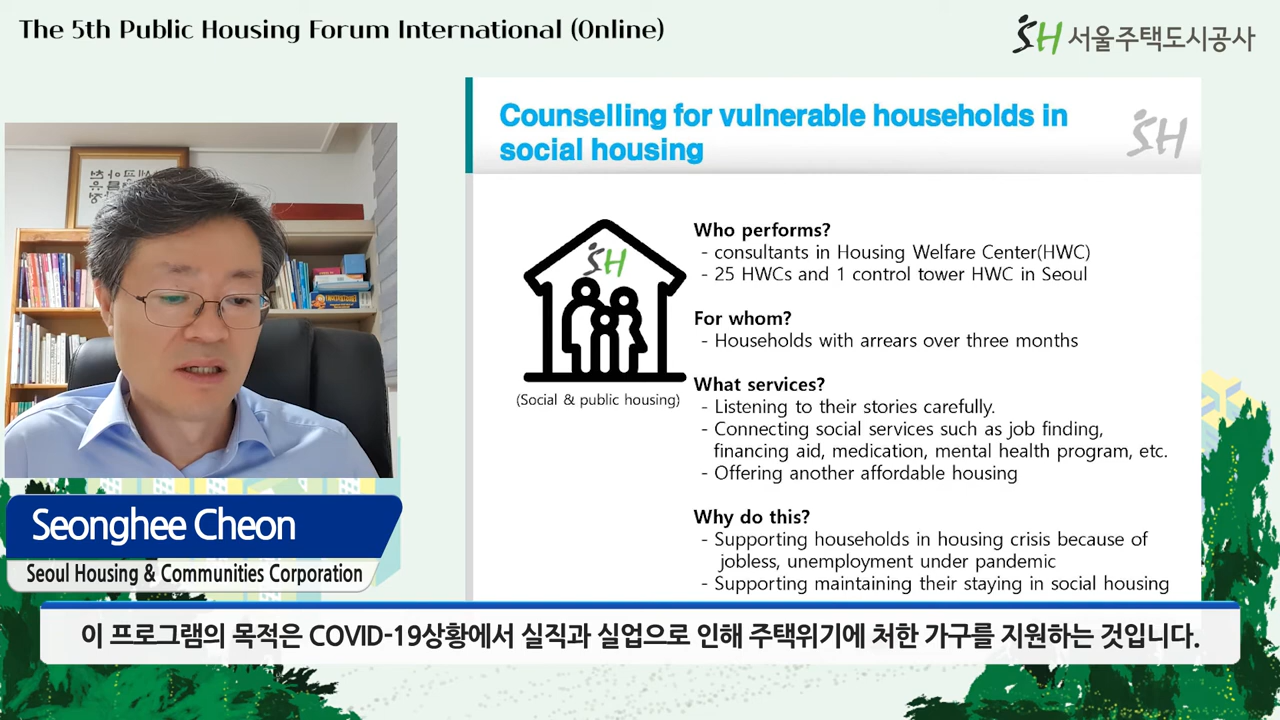 The 5th Public Housing Forum International (Online)
SH 서울주택도시공사
Counselling for vulnerable households in
social housing
SH
SH
(Social & public housing)
Who performs?
- consultants in Housing Welfare Center(HWC)
- 25 HWCs and 1 control tower HWC in Seoul
For whom?
- Households with arrears over three months
What services?
- Listening to their stories carefully.
- Connecting social services such as job finding,
financing aid, medication, mental health program, etc.
- Offering another affordable housing
Why do this?
- Supporting households in housing crisis because of
jobless, unemployment under pandemic
- Supporting maintaining their staying in social housing
Seonghee Cheon
Seoul Housing & Communities Corporation
이 프로그램의 목적은 COVID-19상황에서 실직과 실업으로 인해 주택위기에 처한 가구를 지원하는 것입니다.